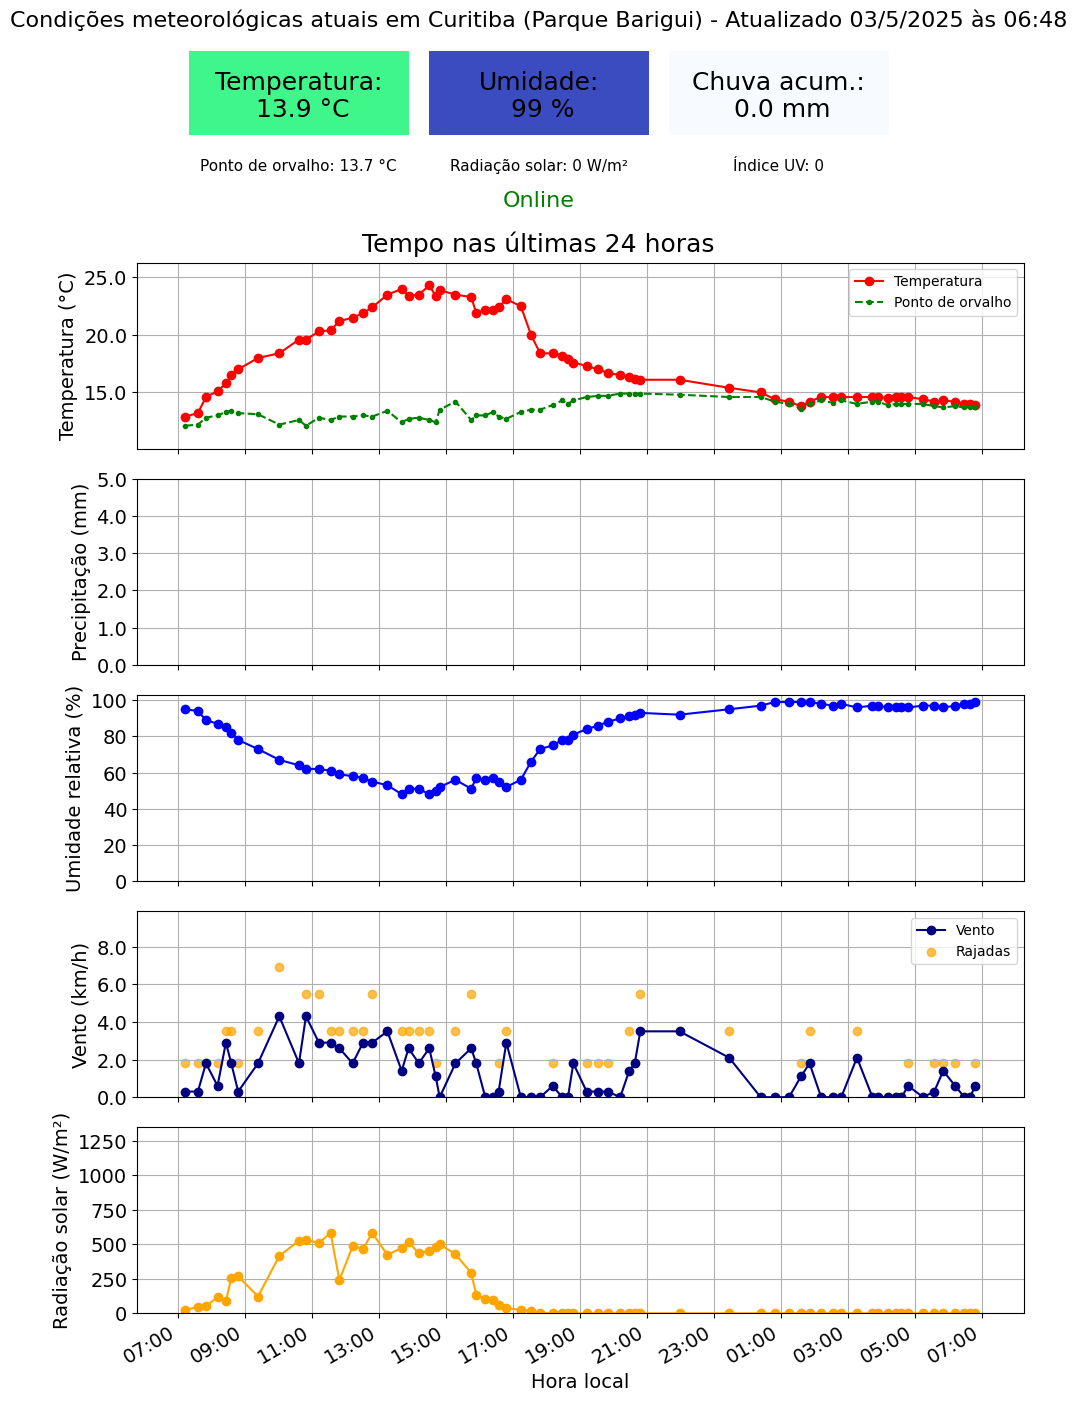 Condições meteorológicas atuais em Curitiba (Parque Barigui) - Atualizado 03/5/2025 às 06:48
Temperatura:
13.9 °C
Umidade:
99 %
Chuva acum.:
0.0 mm
Ponto de orvalho: 13.7 °C
Radiação solar: 0 W/m²
Índice UV: 0
Online
Tempo nas últimas 24 horas
Temperatura (°C)
25.0
20.0
15.0
Temperatura
Ponto de orvalho
Precipitação (mm)
5.0
4.0
3.0
2.0
1.0
0.0
Umidade relativa (%)
100
80
60
40
20
0
Vento (km/h)
8.0
6.0
4.0
2.0
0.0
Vento
Rajadas
Radiação solar (W/m²)
1250
1000
750
500
250
0
07:00
09:00
11:00
13:00
15:00
17:00
19:00
21:00
23:00
01:00
03:00
05:00
07:00
Hora local